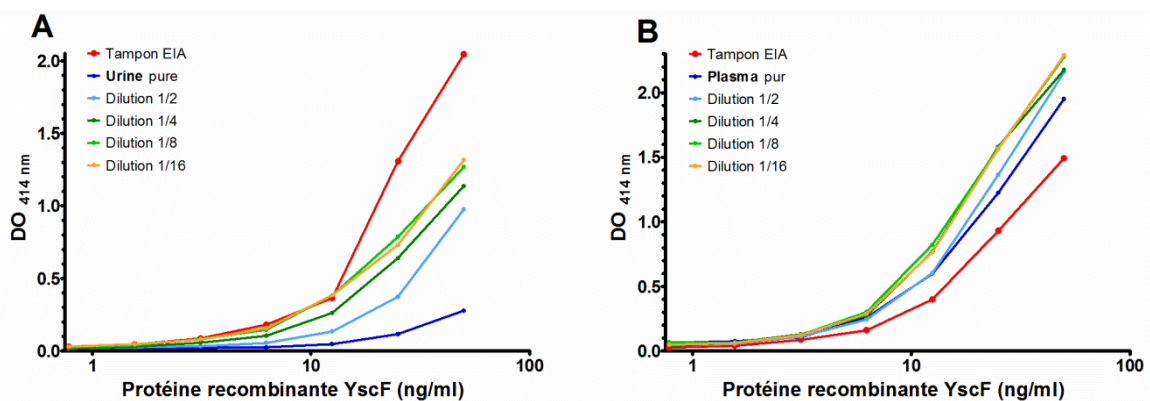 A
Tampon EIA
Urine pure
Dilution 1/2
Dilution 1/4
Dilution 1/8
Dilution 1/16
2.0
1.5
1.0
0.5
0.0
DO 414 nm
1
10
100
Protéine recombinante YscF (ng/ml)
B
Tampon EIA
Plasma pur
Dilution 1/2
Dilution 1/4
Dilution 1/8
Dilution 1/16
2.0
1.5
1.0
0.5
0.0
DO 414 nm
1
10
100
Protéine recombinante YscF (ng/ml)